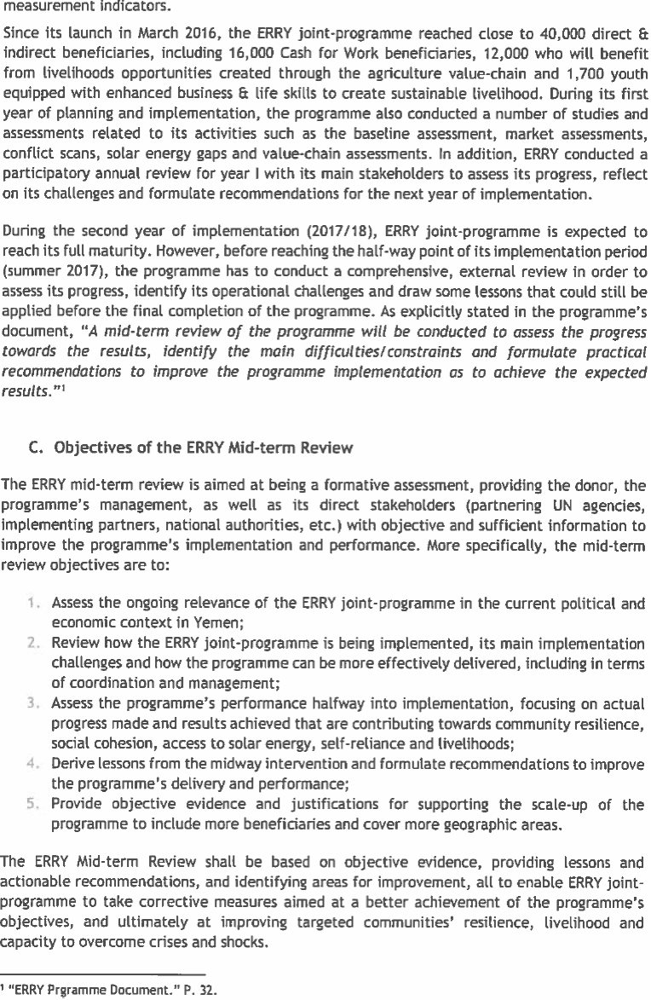 measurement indicators.
Since its launch in March 2016, the ERRY joint-programme reached close to 40,000 direct &
indirect beneficiaries, including 16,000 Cash for Work beneficiaries, 12,000 who will benefit
from livelihoods opportunities created through the agriculture value-chain and 1,700 youth
equipped with enhanced business & life skills to create sustainable livelihood. During its first
year of planning and implementation, the programme also conducted a number of studies and
assessments related to its activities such as the baseline assessment, market assessments,
conflict scans, solar energy gaps and value-chain assessments. In addition, ERRY conducted a
participatory annual review for year I with its main stakeholders to assess its progress, reflect
on its challenges and formulate recommendations for the next year of implementation.
During the second year of implementation (2017/18), ERRY joint-programme is expected to
reach its full maturity. However, before reaching the half-way point of its implementation period
(summer 2017), the programme has to conduct a comprehensive, external review in order to
assess its progress, identify its operational challenges and draw some lessons that could still be
applied before the final completion of the programme. As explicitly stated in the programme's
document, "A mid-term review of the programme will be conducted to assess the progress
towards the results, identify the main difficulties/constraints and formulate practical
recommendations to improve the programme implementation as to achieve the expected
results."¹
C. Objectives of the ERRY Mid-term Review
The ERRY mid-term review is aimed at being a formative assessment, providing the donor, the
programme's management, as well as its direct stakeholders (partnering UN agencies,
implementing partners, national authorities, etc.) with objective and sufficient information to
improve the programme's implementation and performance. More specifically, the mid-term
review objectives are to:
1. Assess the ongoing relevance of the ERRY joint-programme in the current political and
economic context in Yemen;
2. Review how the ERRY joint-programme is being implemented, its main implementation
challenges and how the programme can be more effectively delivered, including in terms
of coordination and management;
3. Assess the programme's performance halfway into implementation, focusing on actual
progress made and results achieved that are contributing towards community resilience,
social cohesion, access to solar energy, self-reliance and livelihoods;
4. Derive lessons from the midway intervention and formulate recommendations to improve
the programme's delivery and performance;
5. Provide objective evidence and justifications for supporting the scale-up of the
programme to include more beneficiaries and cover more geographic areas.
The ERRY Mid-term Review shall be based on objective evidence, providing lessons and
actionable recommendations, and identifying areas for improvement, all to enable ERRY joint-
programme to take corrective measures aimed at a better achievement of the programme's
objectives, and ultimately at improving targeted communities' resilience, livelihood and
capacity to overcome crises and shocks.
¹ "ERRY Prgramme Document." P. 32.